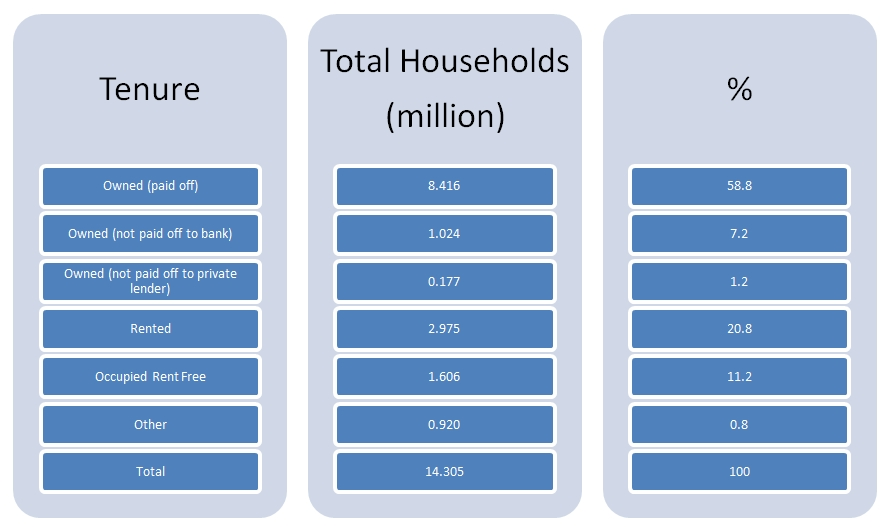 Tenure
Total Households
(million)
%
Owned (paid off)
8.416
58.8
Owned (not paid off to bank)
1.024
7.2
Owned (not paid off to private
lender)
0.177
1.2
Rented
2.975
20.8
Occupied Rent Free
1.606
11.2
Other
0.920
0.8
Total
14.305
100